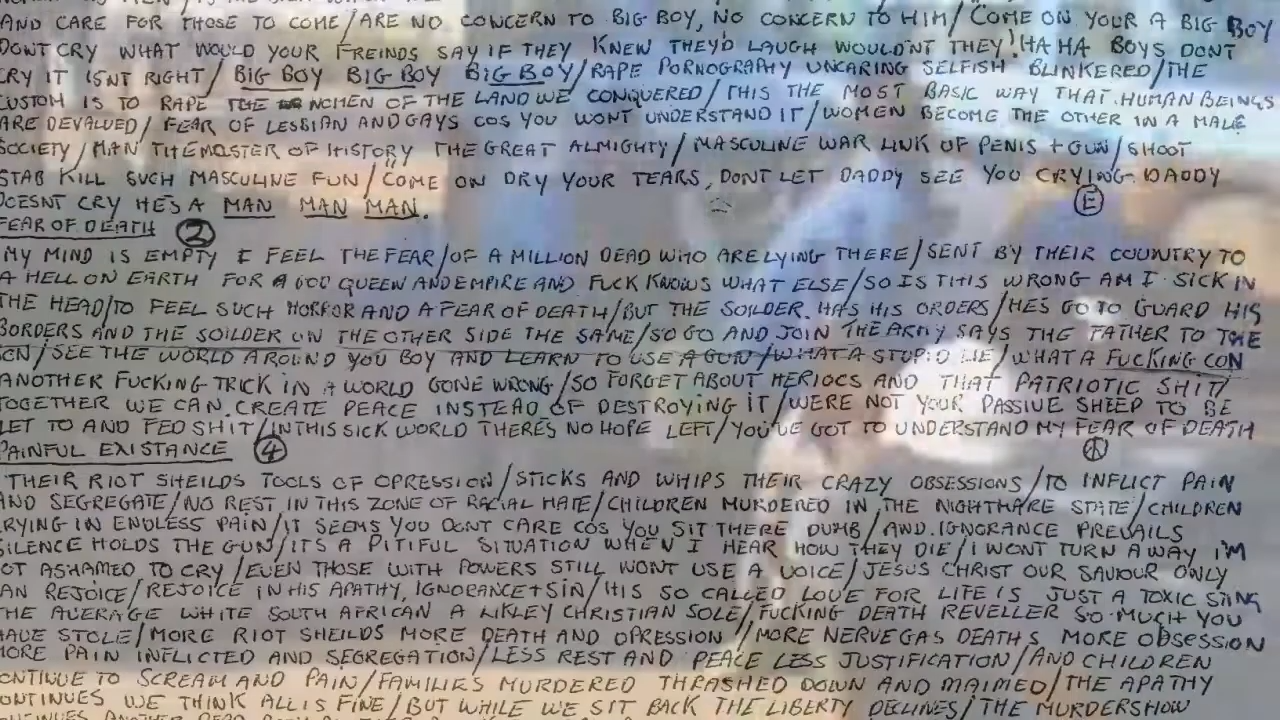 AND CARE FOR THOSE TO COME/ARE NO CONCERN TO BIG BOY, NO CONCERN TO HIM/COME ON YOUR A BIG BOY
DONT CRY WHAT WOULD YOUR FREINDS SAY IF THEY KNEW THEY'D LAUGH WOULDNT THEY! HA HA BOYS DONT
CRY IT ISNT RIGHT/BIG BOY BIG BOY BIG BOY/RAPE PORNOGRAPHY UNCARING SELFISH BLINKERED/THE
CUSTOM IS TO RAPE THE OF THE LAND WE CONQUERED/THIS THE MOST BASIC WAY THAT HUMAN BEINGS
ARE DEVALUED/FEAR OF LESBIAN AND GAYS COS YOU WONT UNDERSTAND IT/WOMEN BECOME THE OTHER IN A MALE
SOCIETY/MAN THE MASTER OF HISTORY THE GREAT ALMIGHTY/MASCULINE WAR LINK OF PENIS + GUN/SHOOT
STAB KILL SUCH MASCULINE FUN/COME ON DRY YOUR TEARS, DONT LET DADDY SEE YOU CRYING. DADDY
DOESNT CRY HE'S A MAN MAN MAN. E
FEAR OF DEATH 2
MY MIND IS EMPTY I FEEL THE FEAR/OF A MILLION DEAD WHO ARE LYING THERE/SENT BY THEIR COUNTRY TO
A HELL ON EARTH FOR A GOD QUEEN AND EMPIRE AND FUCK KNOWS WHAT ELSE/SO IS THIS WRONG AM I SICK IN
THE HEAD/TO FEEL SUCH HORROR AND A FEAR OF DEATH/BUT THE SOILDER HAS HIS ORDERS/HE'S GO TO GUARD HIS
BORDERS AND THE SOILDER ON THE OTHER SIDE THE SAME/SO GO AND JOIN THE ARMY SAYS THE FATHER TO THE
SON/SEE THE WORLD AROUND YOU BOY AND LEARN TO USE A GUN/WHAT A STUPID LIE/WHAT A FUCKING CON
ANOTHER FUCKING TRICK IN A WORLD GONE WRONG/SO FORGET ABOUT HERIOCS AND THAT PATRIOTIC SHIT/
TOGETHER WE CAN CREATE PEACE INSTEAD OF DESTROYING IT/WERE NOT YOUR PASSIVE SHEEP TO BE
LET TO AND FED SHIT/IN THIS SICK WORLD THERE'S NO HOPE LEFT/YOU'VE GOT TO UNDERSTAND MY FEAR OF DEATH
PAINFUL EXISTANCE 4
THEIR RIOT SHEILDS TOOLS OF OPRESSION/STICKS AND WHIPS THEIR CRAZY OBSESSIONS/TO INFLICT PAIN
AND SEGREGATE/NO REST IN THIS ZONE OF RACIAL HATE/CHILDREN MURDERED IN THE NIGHTMARE STATE/CHILDREN
CRYING IN ENDLESS PAIN/IT SEEMS YOU DONT CARE COS YOU SIT THERE DUMB/AND IGNORANCE PREVAILS
SILENCE HOLDS THE GUN/ITS A PITIFUL SITUATION WHEN I HEAR HOW THEY DIE/I WONT TURN AWAY I'M
OT ASHAMED TO CRY/EVEN THOSE WITH POWERS STILL WONT USE A VOICE/JESUS CHRIST OUR SAVIOUR ONLY
AN REJOICE/REJOICE IN HIS APATHY, IGNORANCE + SIN/HIS SO CALLED LOVE FOR LIFE IS JUST A TOXIC STING
THE AVERAGE WHITE SOUTH AFRICAN A LIKLEY CHRISTIAN SOLE/FUCKING DEATH REVELLER SO MUCH YOU
HAVE STOLE/MORE RIOT SHEILDS MORE DEATH AND OPRESSION/MORE NERVE GAS DEATHS, MORE OBSESSION
MORE PAIN INFLICTED AND SEGREGATION/LESS REST AND PEACE LESS JUSTIFICATION/AND CHILDREN
ONTINUE TO SCREAM AND PAIN/FAMILIES MURDERED THRASHED DOWN AND MAIMED/THE APATHY
ONTINUES WE THINK ALL IS FINE/BUT WHILE WE SIT BACK THE LIBERTY DECLINES/THE MURDERSHOW